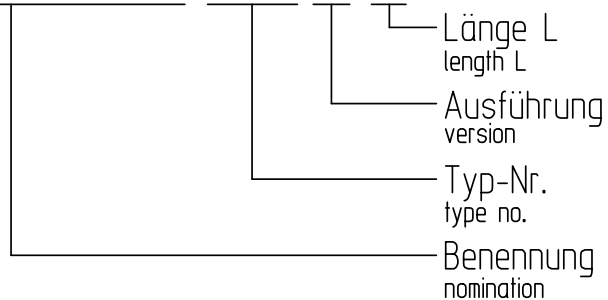 Länge L
length L
Ausführung
version
Typ-Nr.
type no.
Benennung
nomination